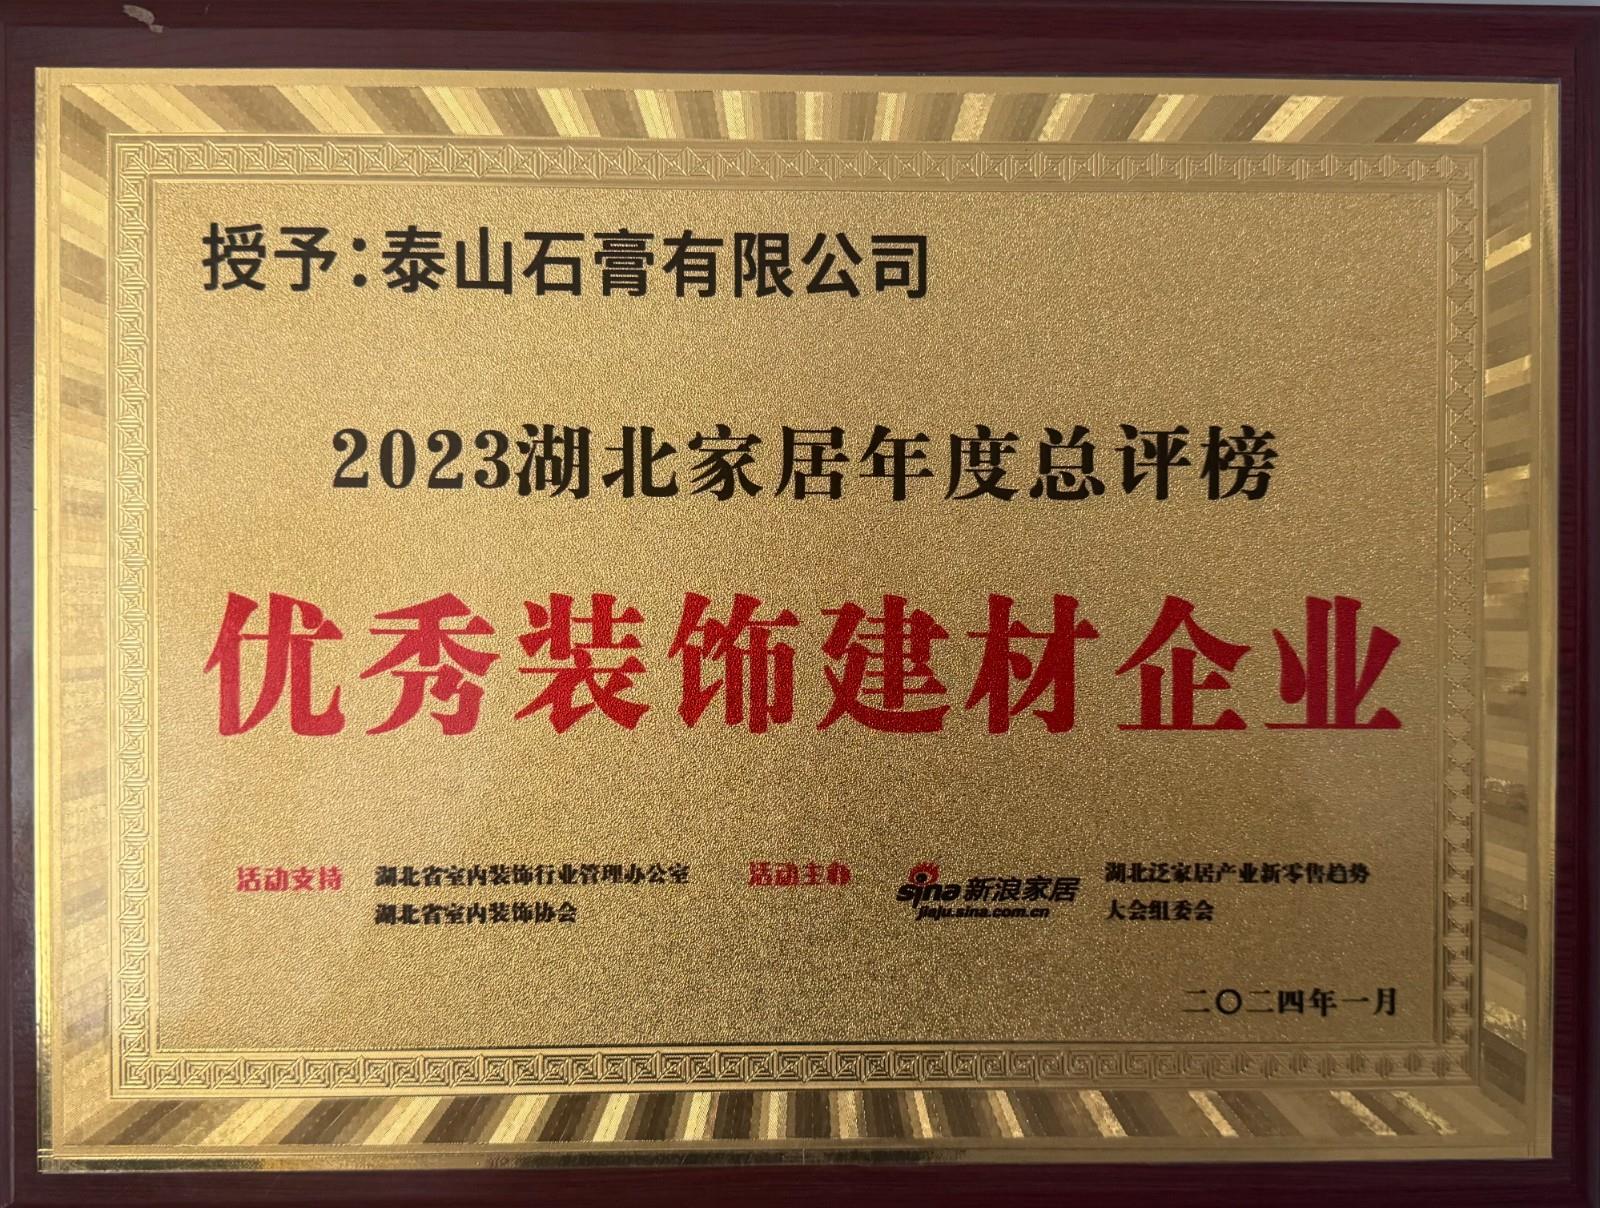 授予：泰山石膏有限公司
2023湖北家居年度总评榜
优秀装饰建材企业
活动支持 湖北省室内装饰行业管理办公室
湖北省室内装饰协会
活动主办 sina新浪家居
jiaju.sina.com.cn
湖北泛家居产业新零售趋势
大会组委会
二〇二四年一月